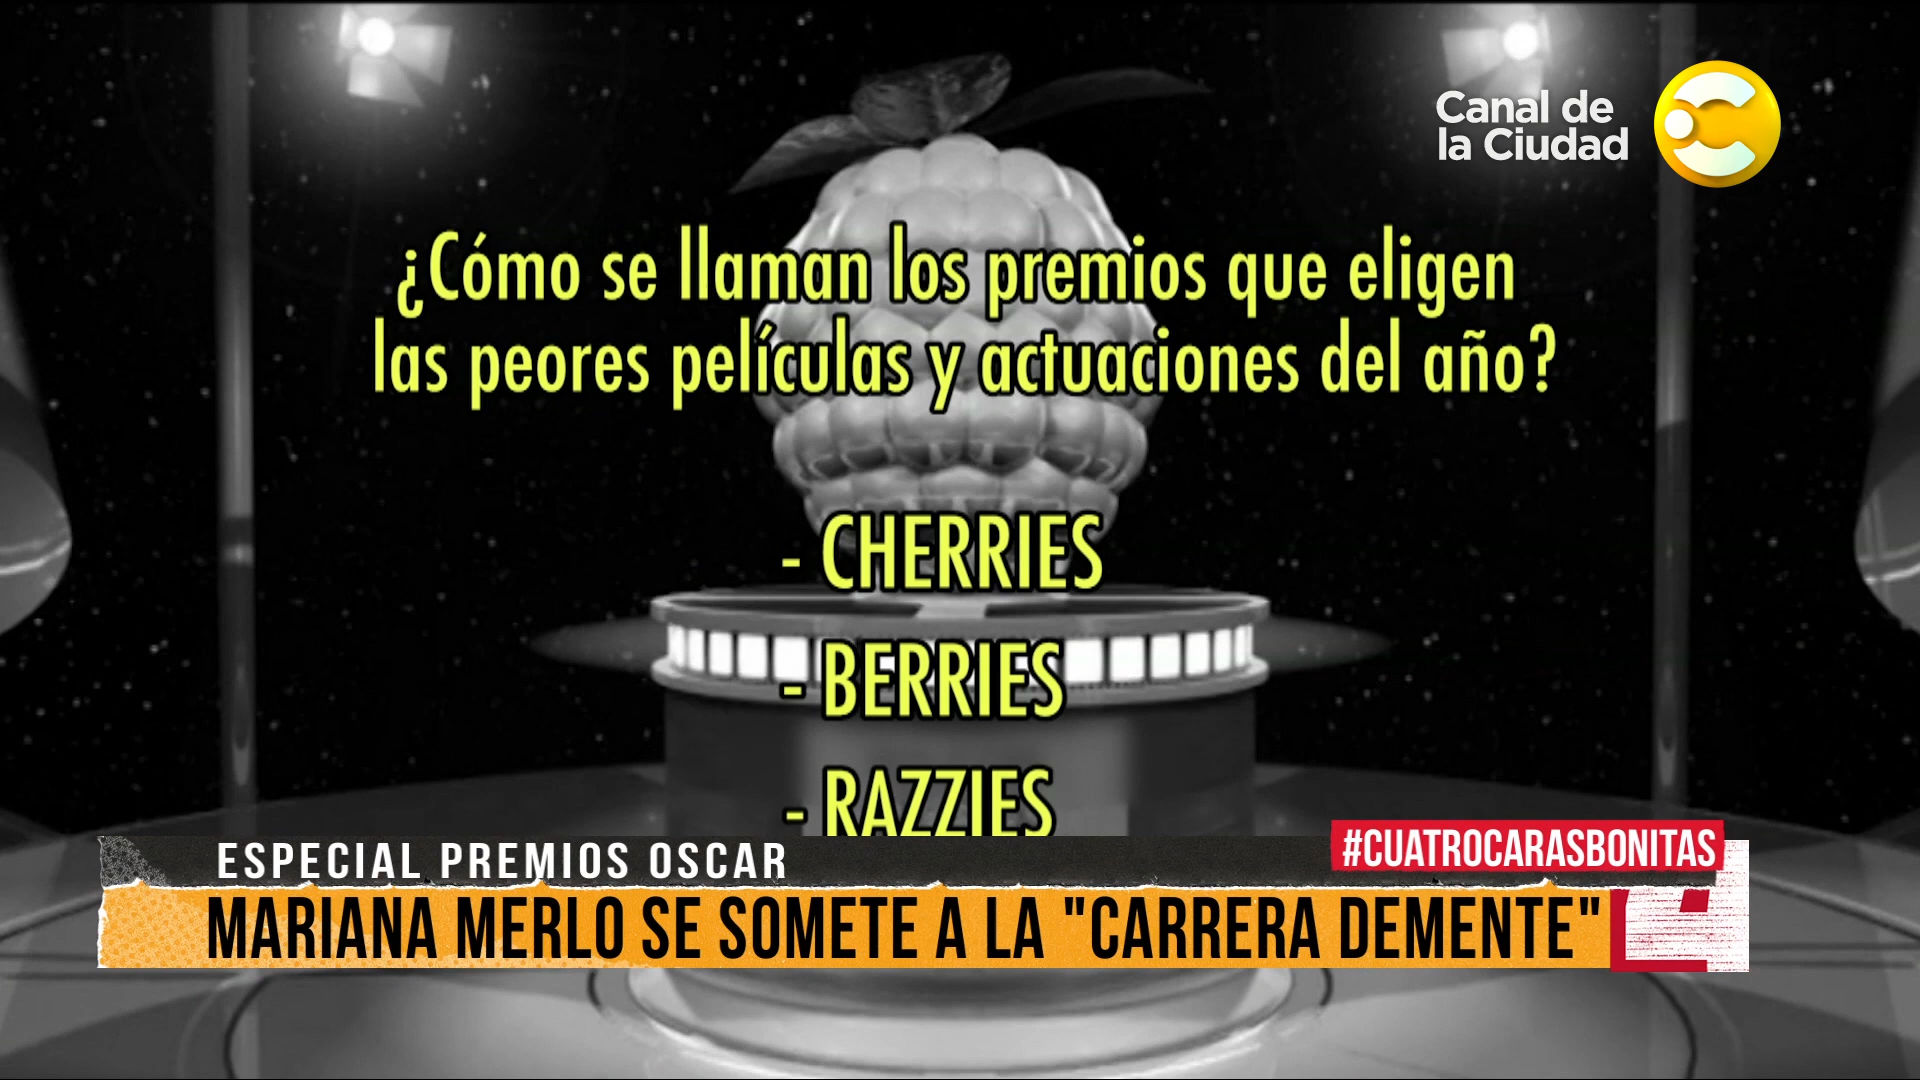 Canal de
la Ciudad
¿Cómo se llaman los premios que eligen
las peores películas y actuaciones del año?
- CHERRIES
- BERRIES
- RAZZIES
ESPECIAL PREMIOS OSCAR
#CUATROCARASBONITAS
MARIANA MERLO SE SOMETE A LA "CARRERA DEMENTE"